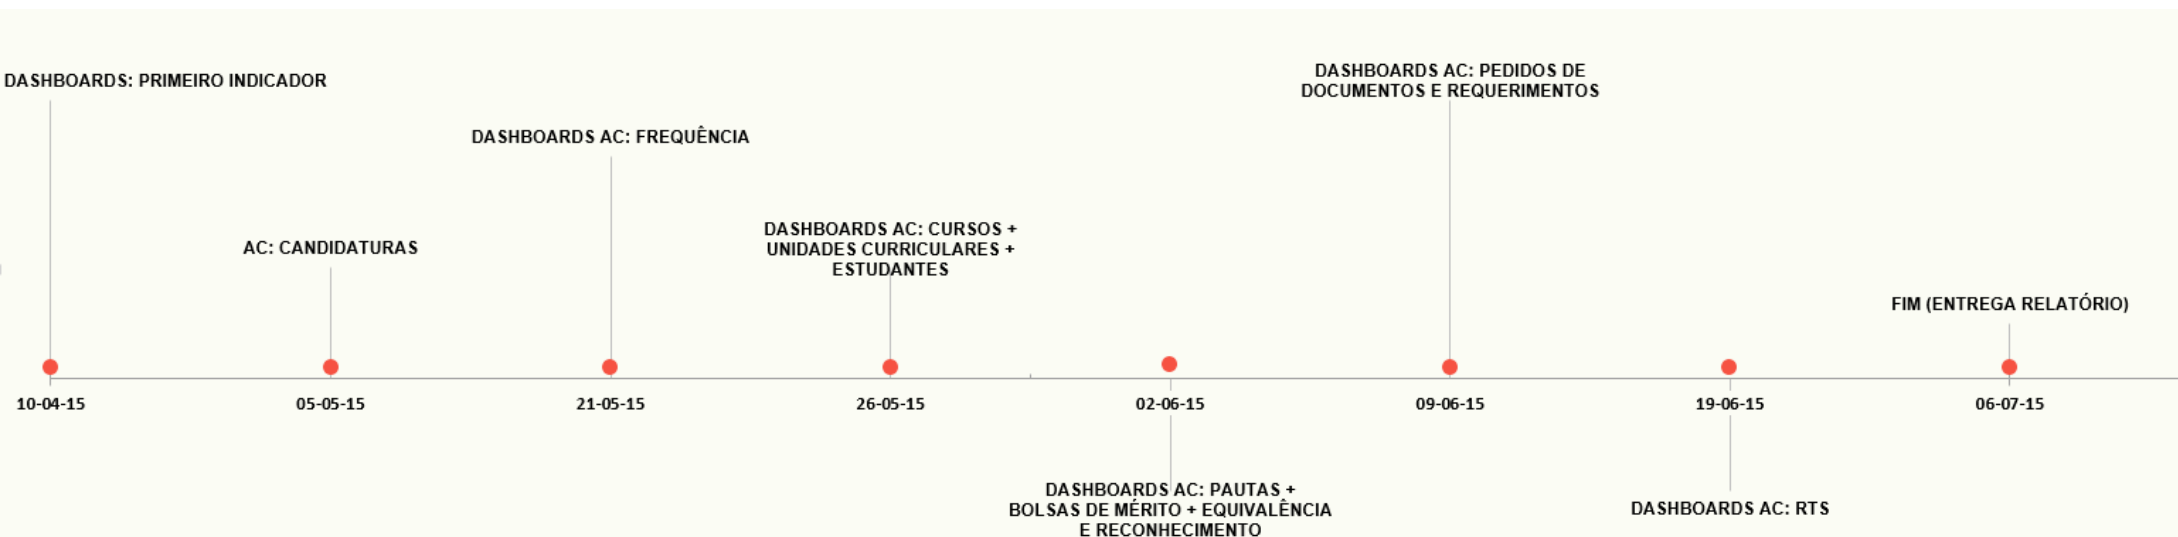 DASHBOARDS: PRIMEIRO INDICADOR
DASHBOARDS AC: PEDIDOS DE
DOCUMENTOS E REQUERIMENTOS
DASHBOARDS AC: FREQUÊNCIA
AC: CANDIDATURAS
DASHBOARDS AC: CURSOS +
UNIDADES CURRICULARES +
ESTUDANTES
FIM (ENTREGA RELATÓRIO)
10-04-15
05-05-15
21-05-15
26-05-15
02-06-15
09-06-15
19-06-15
06-07-15
DASHBOARDS AC: PAUTAS +
BOLSAS DE MÉRITO + EQUIVALÊNCIA
E RECONHECIMENTO
DASHBOARDS AC: RTS